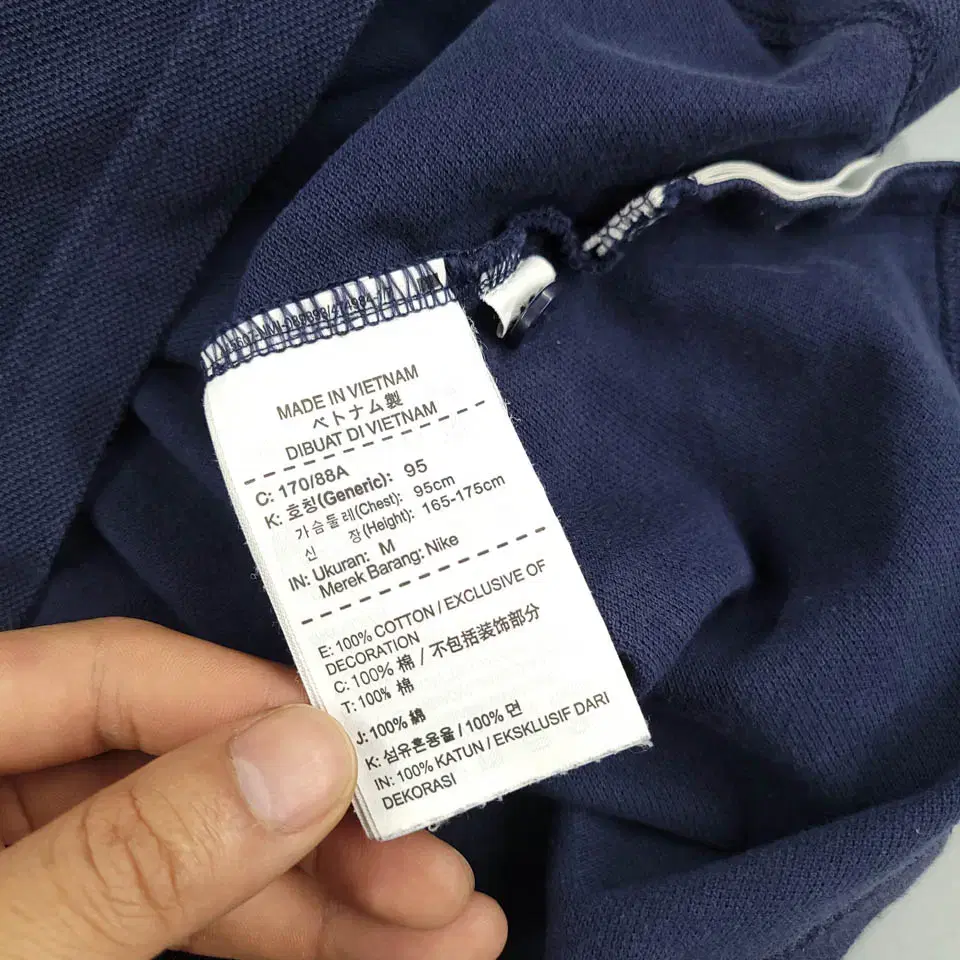 MADE IN VIETNAM
ベトナム製
DIBUAT DI VIETNAM
C: 170/88A
K: 호칭(Generic): 95
가슴둘레(Chest): 95cm
신 장(Height): 165-175cm
IN: Ukuran: M
Merek Barang: Nike
E: 100% COTTON / EXCLUSIVE OF
DECORATION
C: 100% 棉 / 不包括装饰部分
T: 100% 棉
J: 100% 綿
K: 섬유혼용율 / 100% 면
IN: 100% KATUN / EKSKLUSIF DARI
DEKORASI